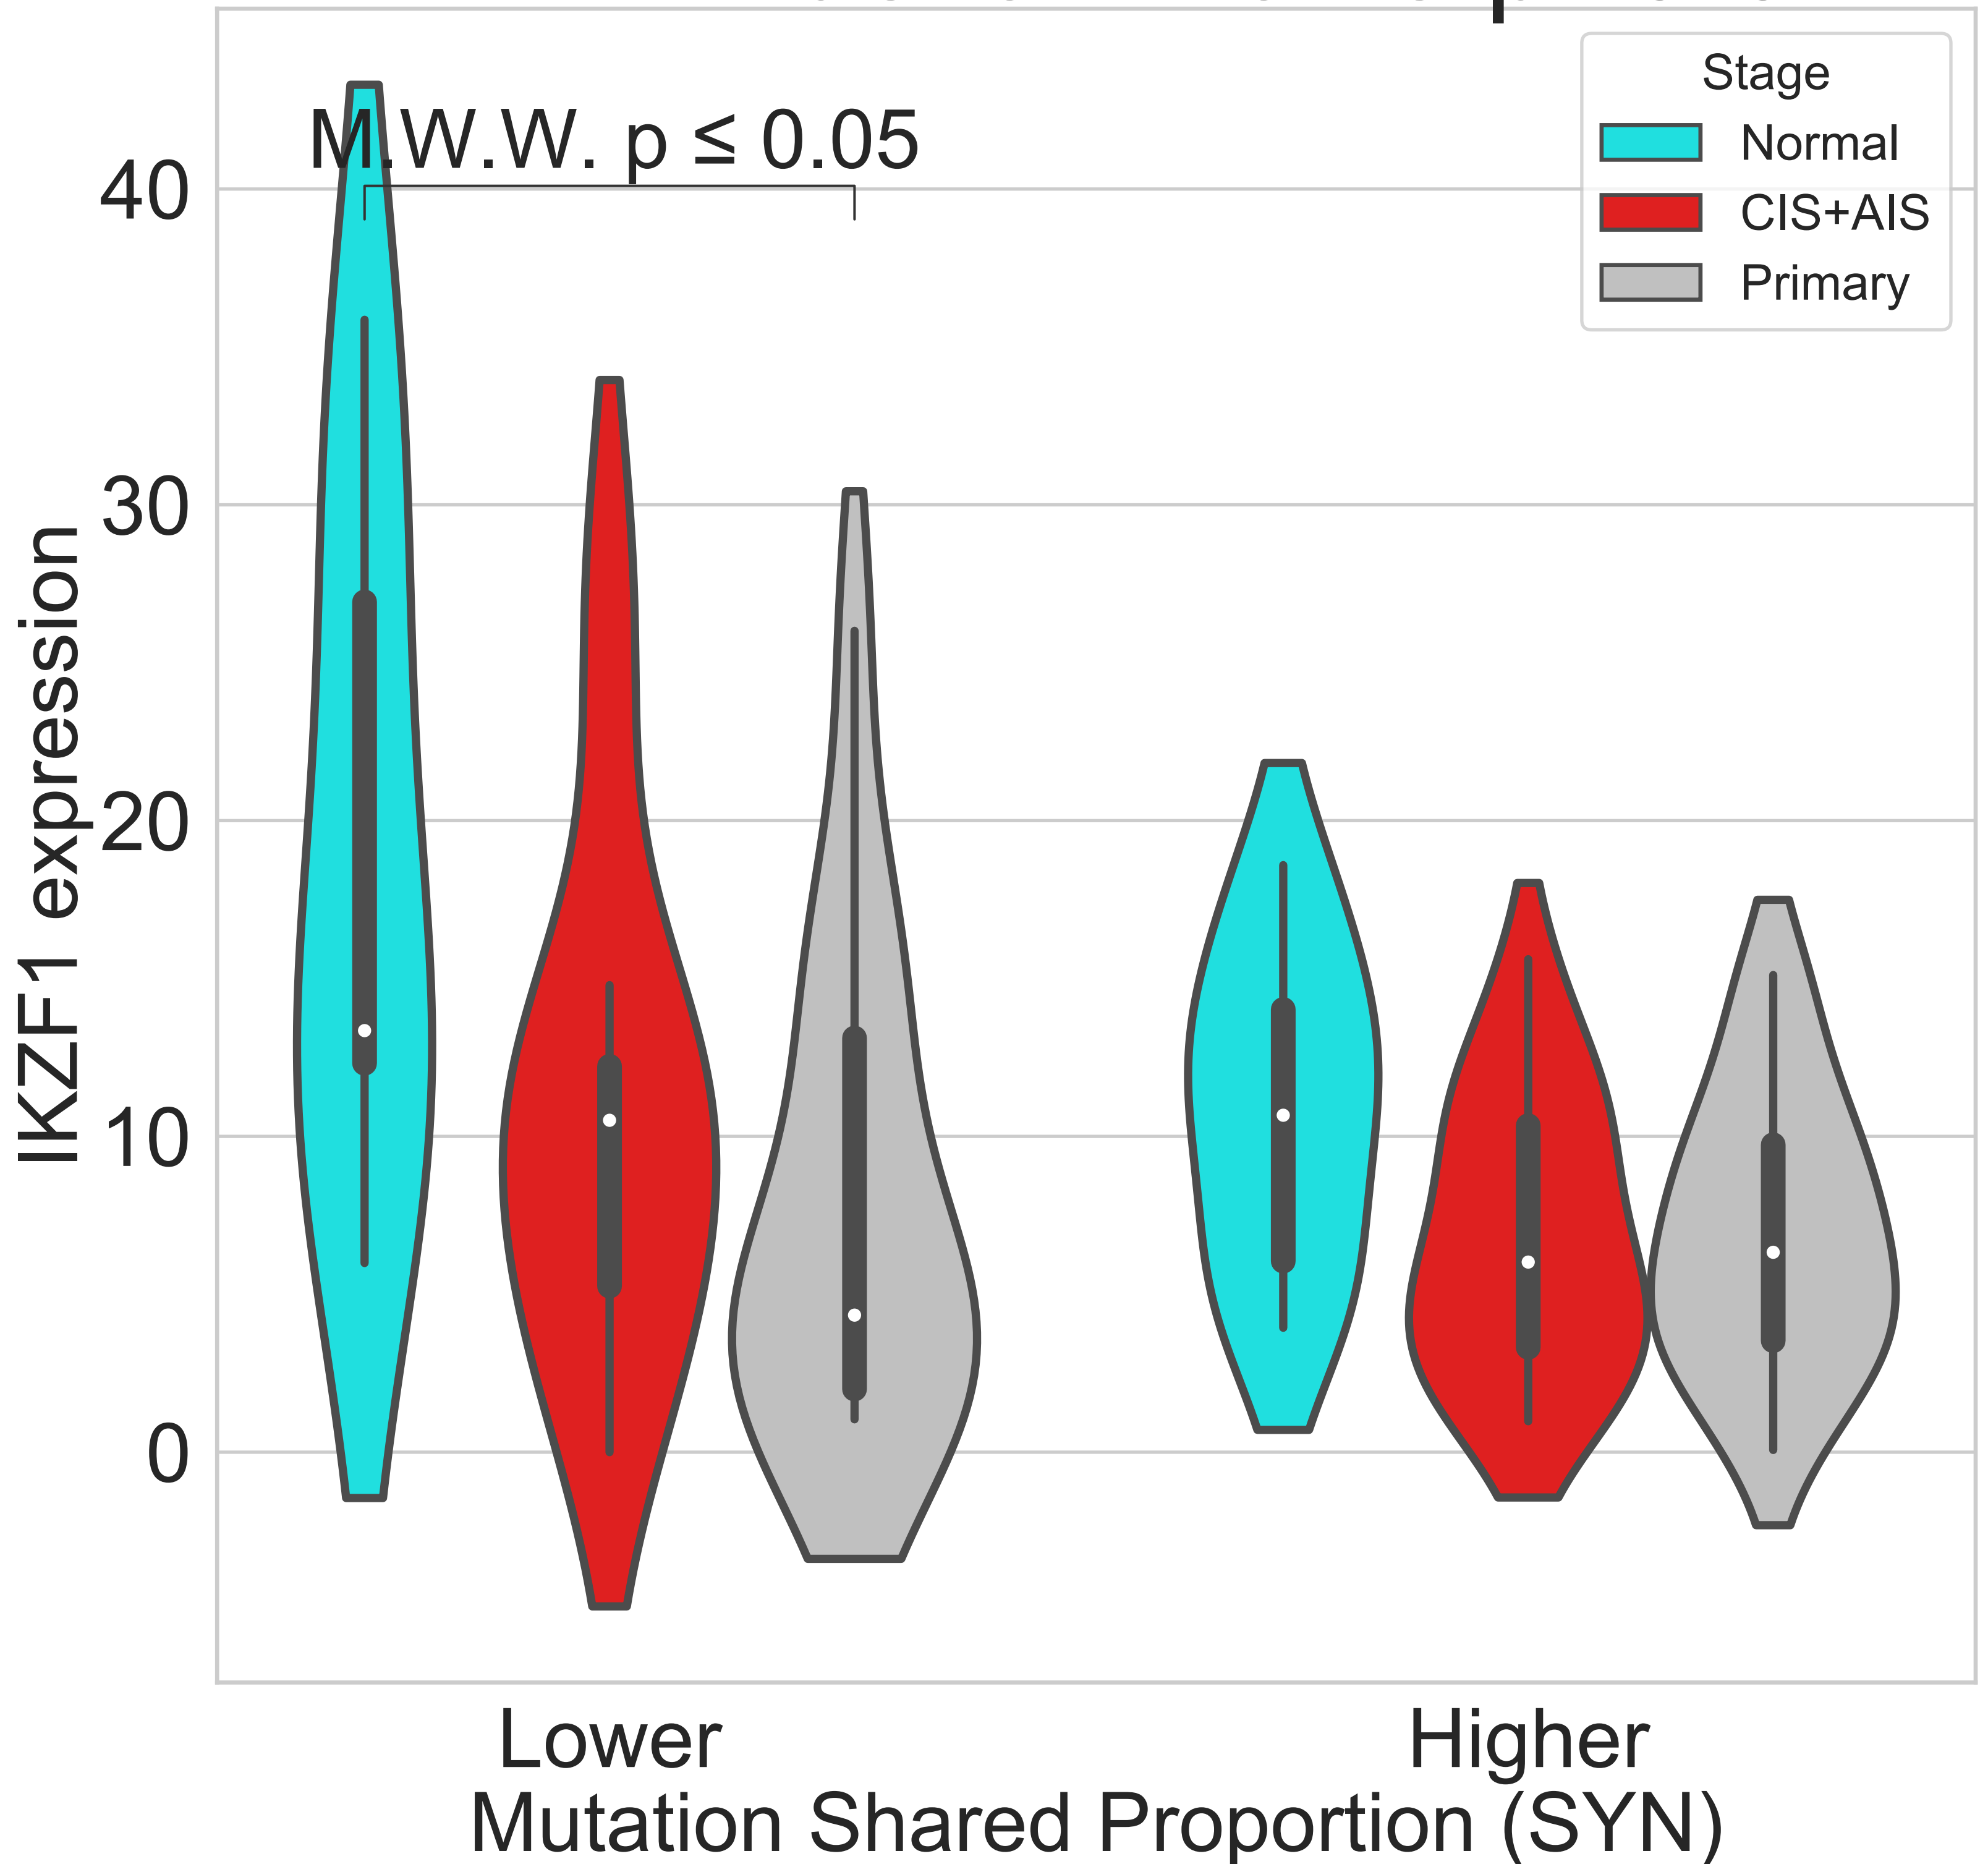 Stage
Normal
CIS+AIS
Primary
M.W.W. p ≤ 0.05
40
30
20
10
0
IKZF1 expression
Lower
Higher
Mutation Shared Proportion (SYN)